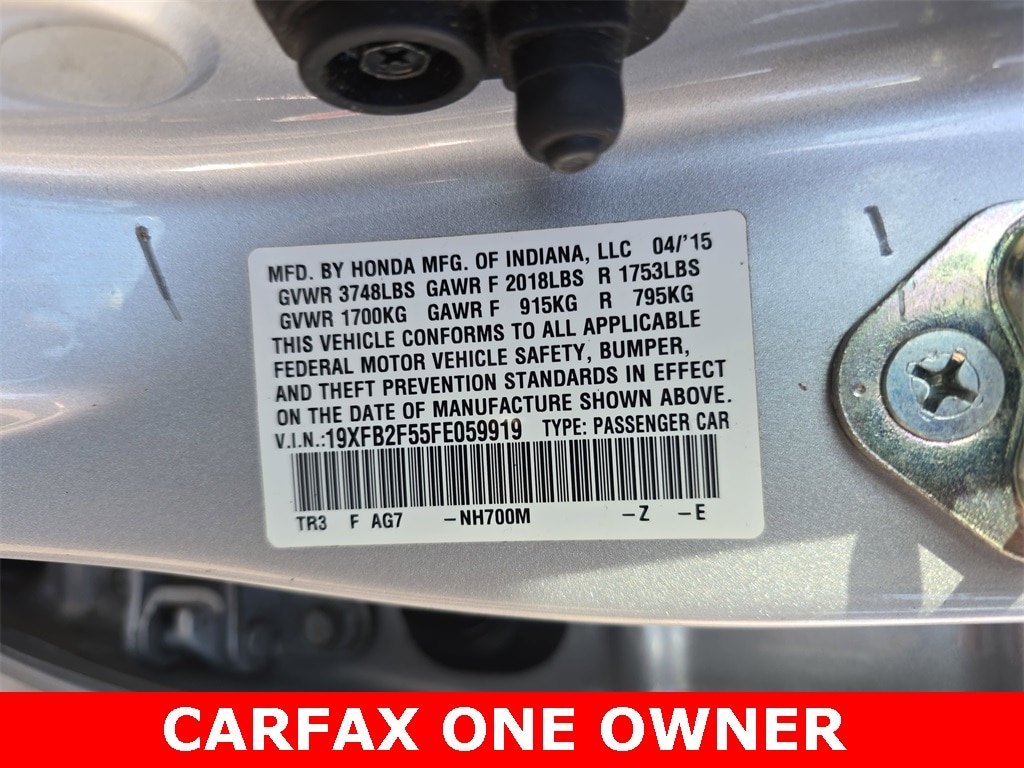 MFD. BY HONDA MFG. OF INDIANA, LLC 04/'15
GVWR 3748LBS GAWR F 2018LBS R 1753LBS
GVWR 1700KG GAWR F 915KG R 795KG
THIS VEHICLE CONFORMS TO ALL APPLICABLE
FEDERAL MOTOR VEHICLE SAFETY, BUMPER,
AND THEFT PREVENTION STANDARDS IN EFFECT
ON THE DATE OF MANUFACTURE SHOWN ABOVE.
V.I.N.:19XFB2F55FE059919 TYPE: PASSENGER CAR
TR3 F AG7 -NH700M -Z -E
CARFAX ONE OWNER